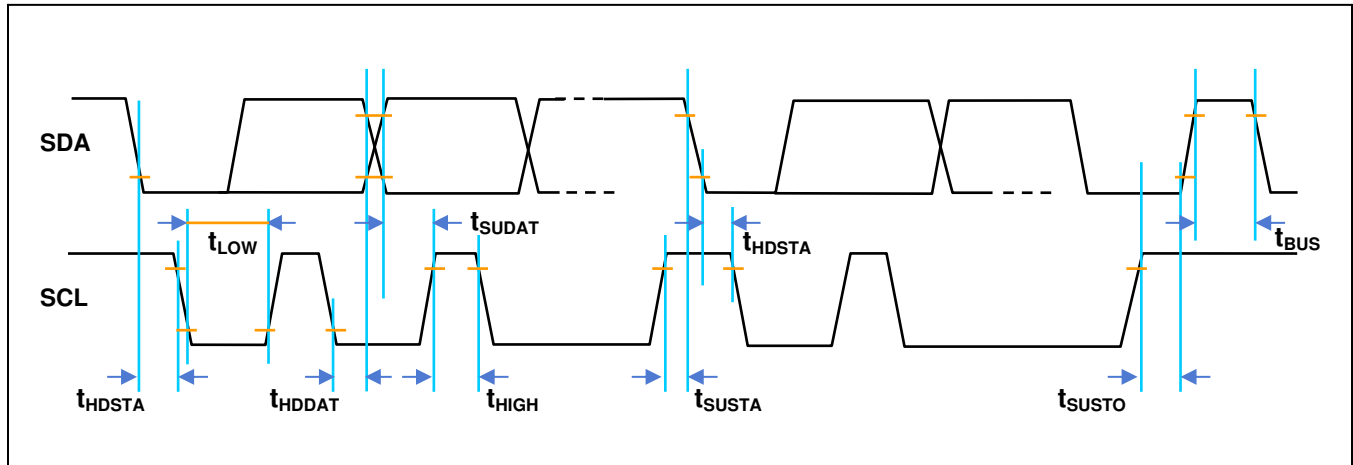 SDA
tLOW
tSUDAT
tHDSTA
tBUS
SCL
tHDSTA
tHDDAT
tHIGH
tSUSTA
tSUSTO